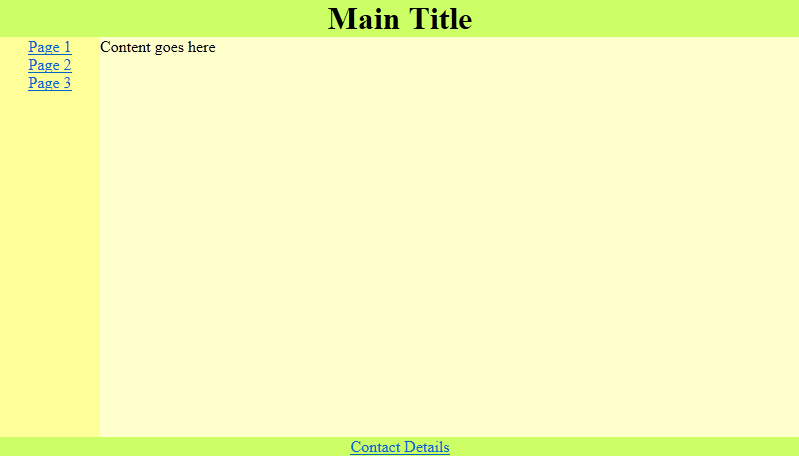 Main Title
Page 1
Page 2
Page 3
Content goes here
Contact Details